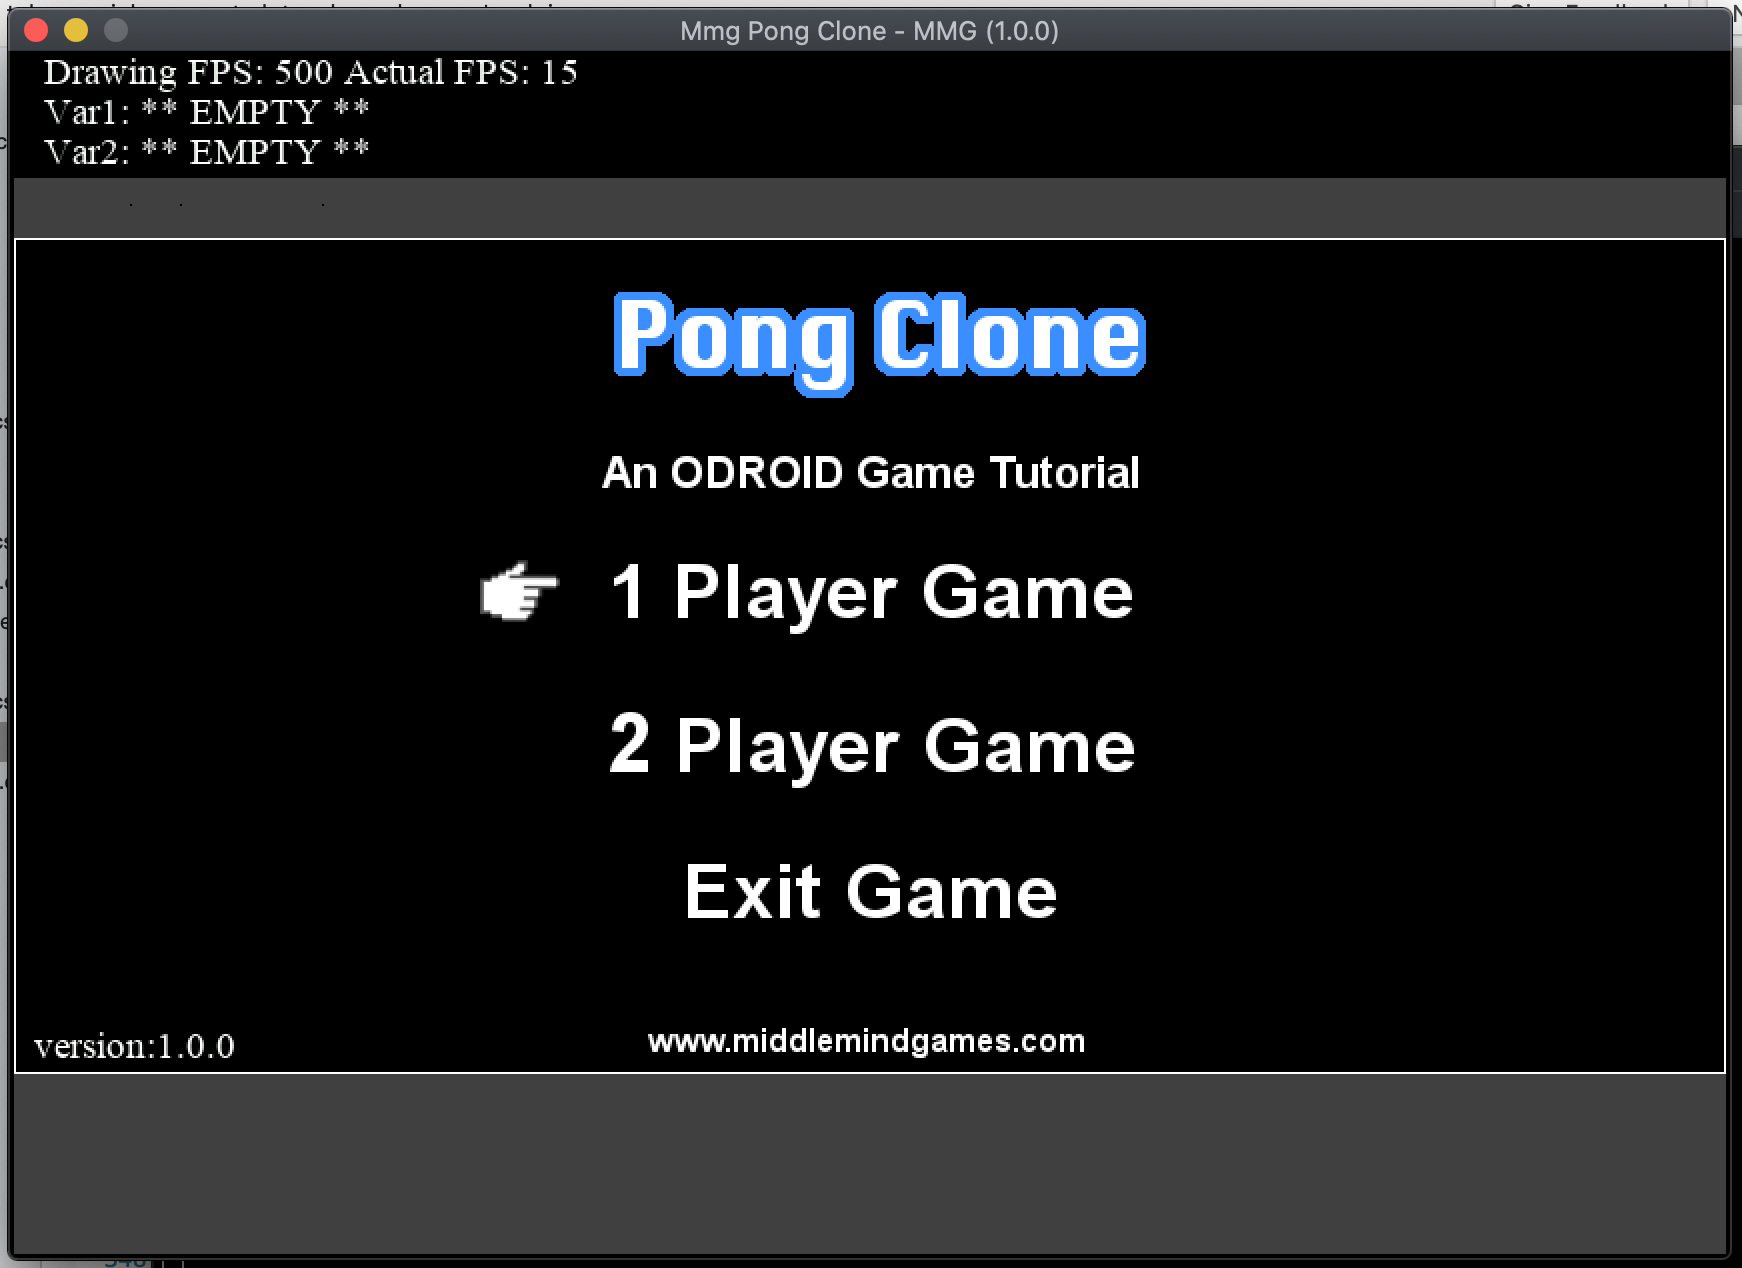 Mmg Pong Clone - MMG (1.0.0)
Drawing FPS: 500 Actual FPS: 15
Var1: ** EMPTY **
Var2: ** EMPTY **
Pong Clone
An ODROID Game Tutorial
1 Player Game
2 Player Game
Exit Game
version:1.0.0
www.middlemindgames.com